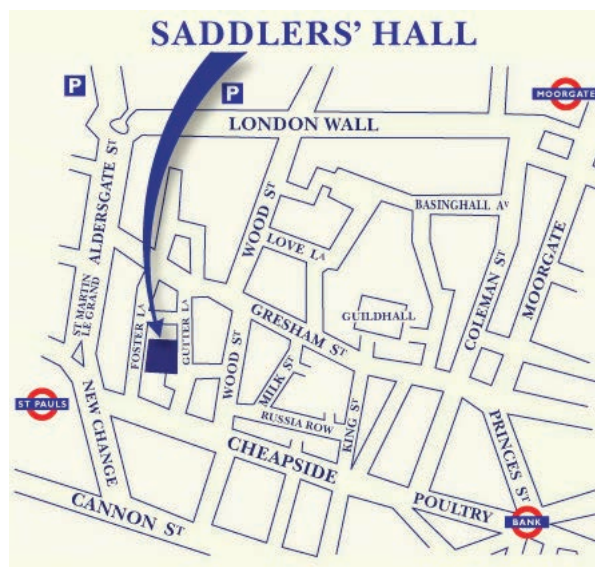 SADDLERS' HALL
P
P
MOORGATE
LONDON WALL
ALDERSGATE ST
WOOD ST
BASINGHALL AV
LOVE LA
MOORGATE
COLEMAN ST
ST MARTIN
LE GRAND
FOSTER LA
GUTTER LA
GRESHAM ST
GUILDHALL
WOOD ST
MILK ST
ST PAULS
NEW CHANGE
RUSSIA ROW
KING ST
CHEAPSIDE
PRINCES ST
CANNON ST
POULTRY
BANK